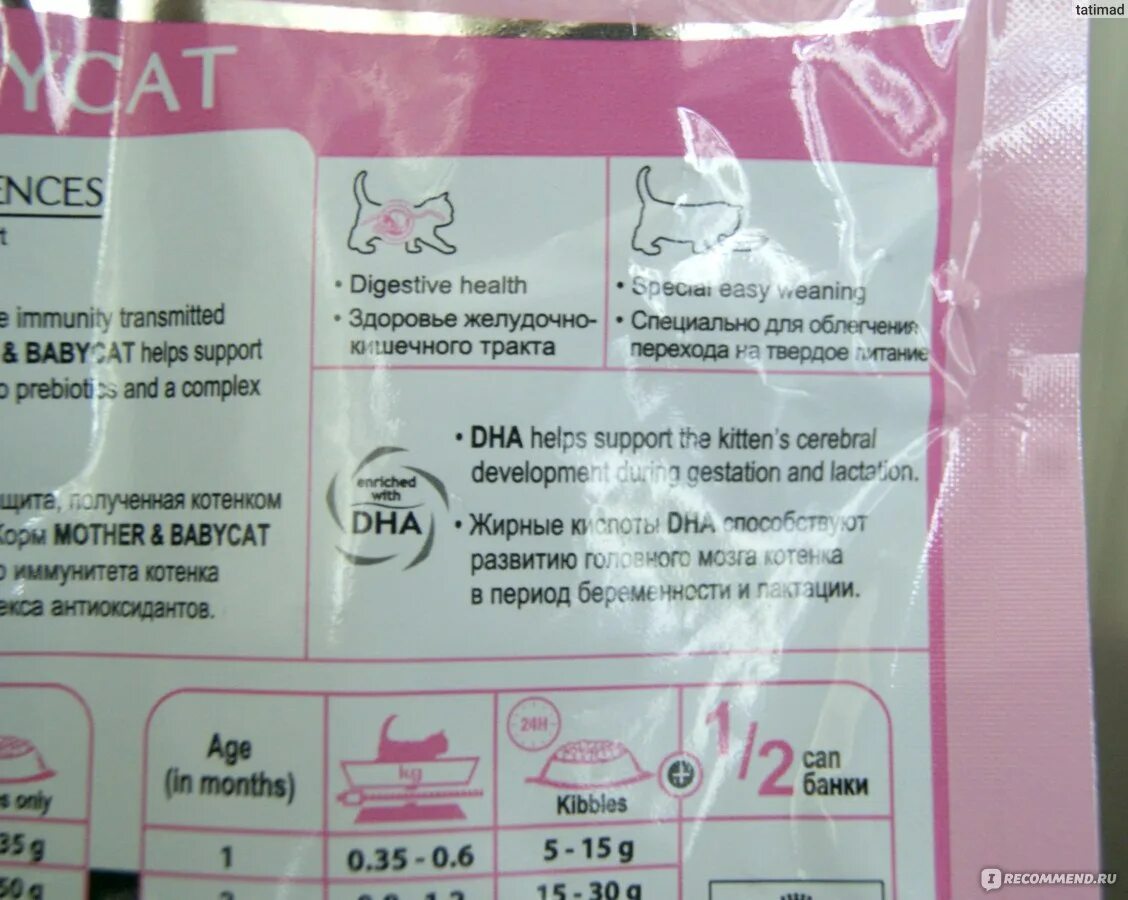 tatimad
YCAT
ENCES
t
e immunity transmitted
& BABYCAT helps support
o prebiotics and a complex
щита, полученная котенком
Корм MOTHER & BABYCAT
о иммунитета котенка
екса антиоксидантов.
• Digestive health
• Здоровье желудочно-
кишечного тракта
• Special easy weaning
• Специально для облегчения
перехода на твердое питание
enriched
with
DHA
• DHA helps support the kitten's cerebral
development during gestation and lactation.
• Жирные кислоты DHA способствуют
развитию головного мозга котенка
в период беременности и лактации.
s only
35 g
50 g
Age
(in months)
kg
24H
Kibbles
1/2 can
банки
1 0.35 - 0.6 5 - 15 g
15 - 30 g
I RECOMMEND.RU